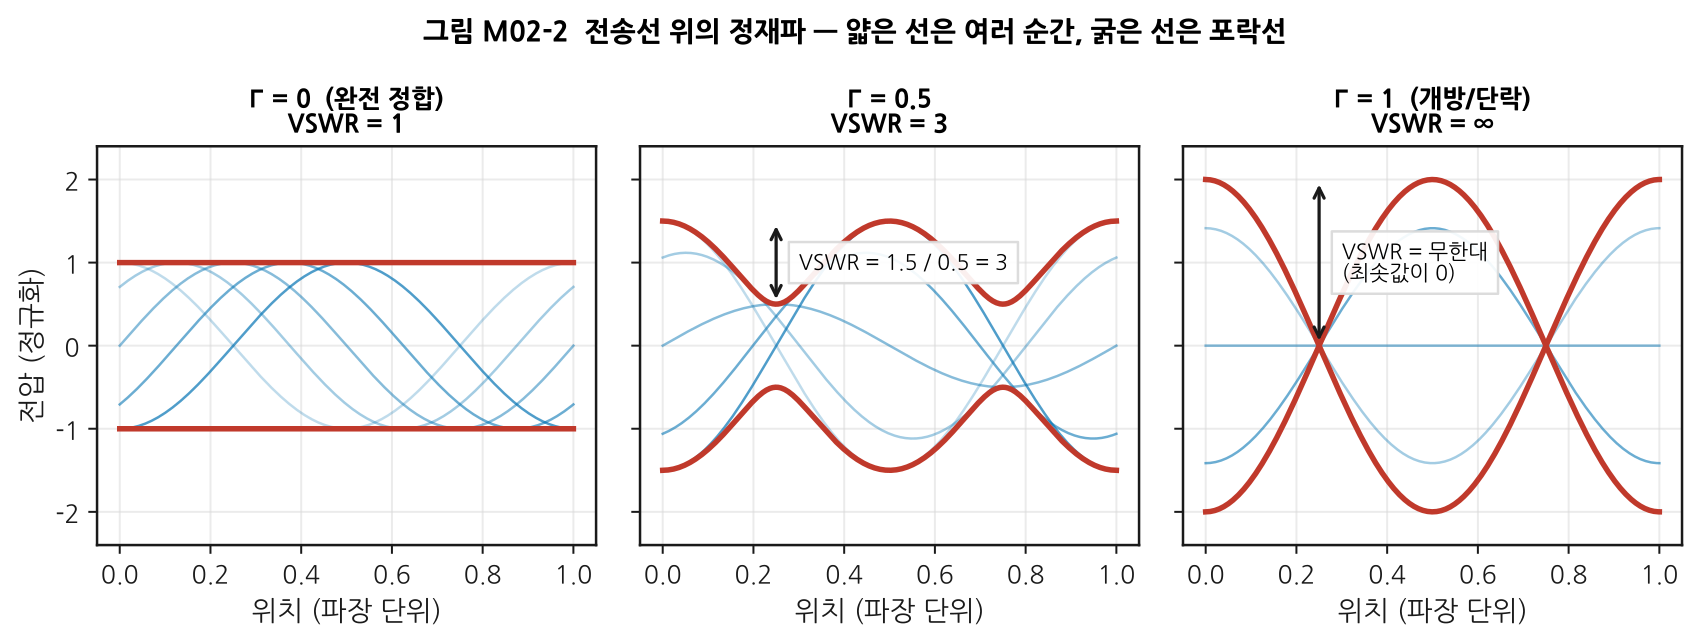 그림 M02-2  전송선 위의 정재파 — 얇은 선은 여러 순간, 굵은 선은 포락선
Γ = 0  (완전 정합)
VSWR = 1
전압 (정규화)
2
1
0
-1
-2
0.0 0.2 0.4 0.6 0.8 1.0
위치 (파장 단위)
Γ = 0.5
VSWR = 3
VSWR = 1.5 / 0.5 = 3
0.0 0.2 0.4 0.6 0.8 1.0
위치 (파장 단위)
Γ = 1  (개방/단락)
VSWR = ∞
VSWR = 무한대
(최솟값이 0)
0.0 0.2 0.4 0.6 0.8 1.0
위치 (파장 단위)